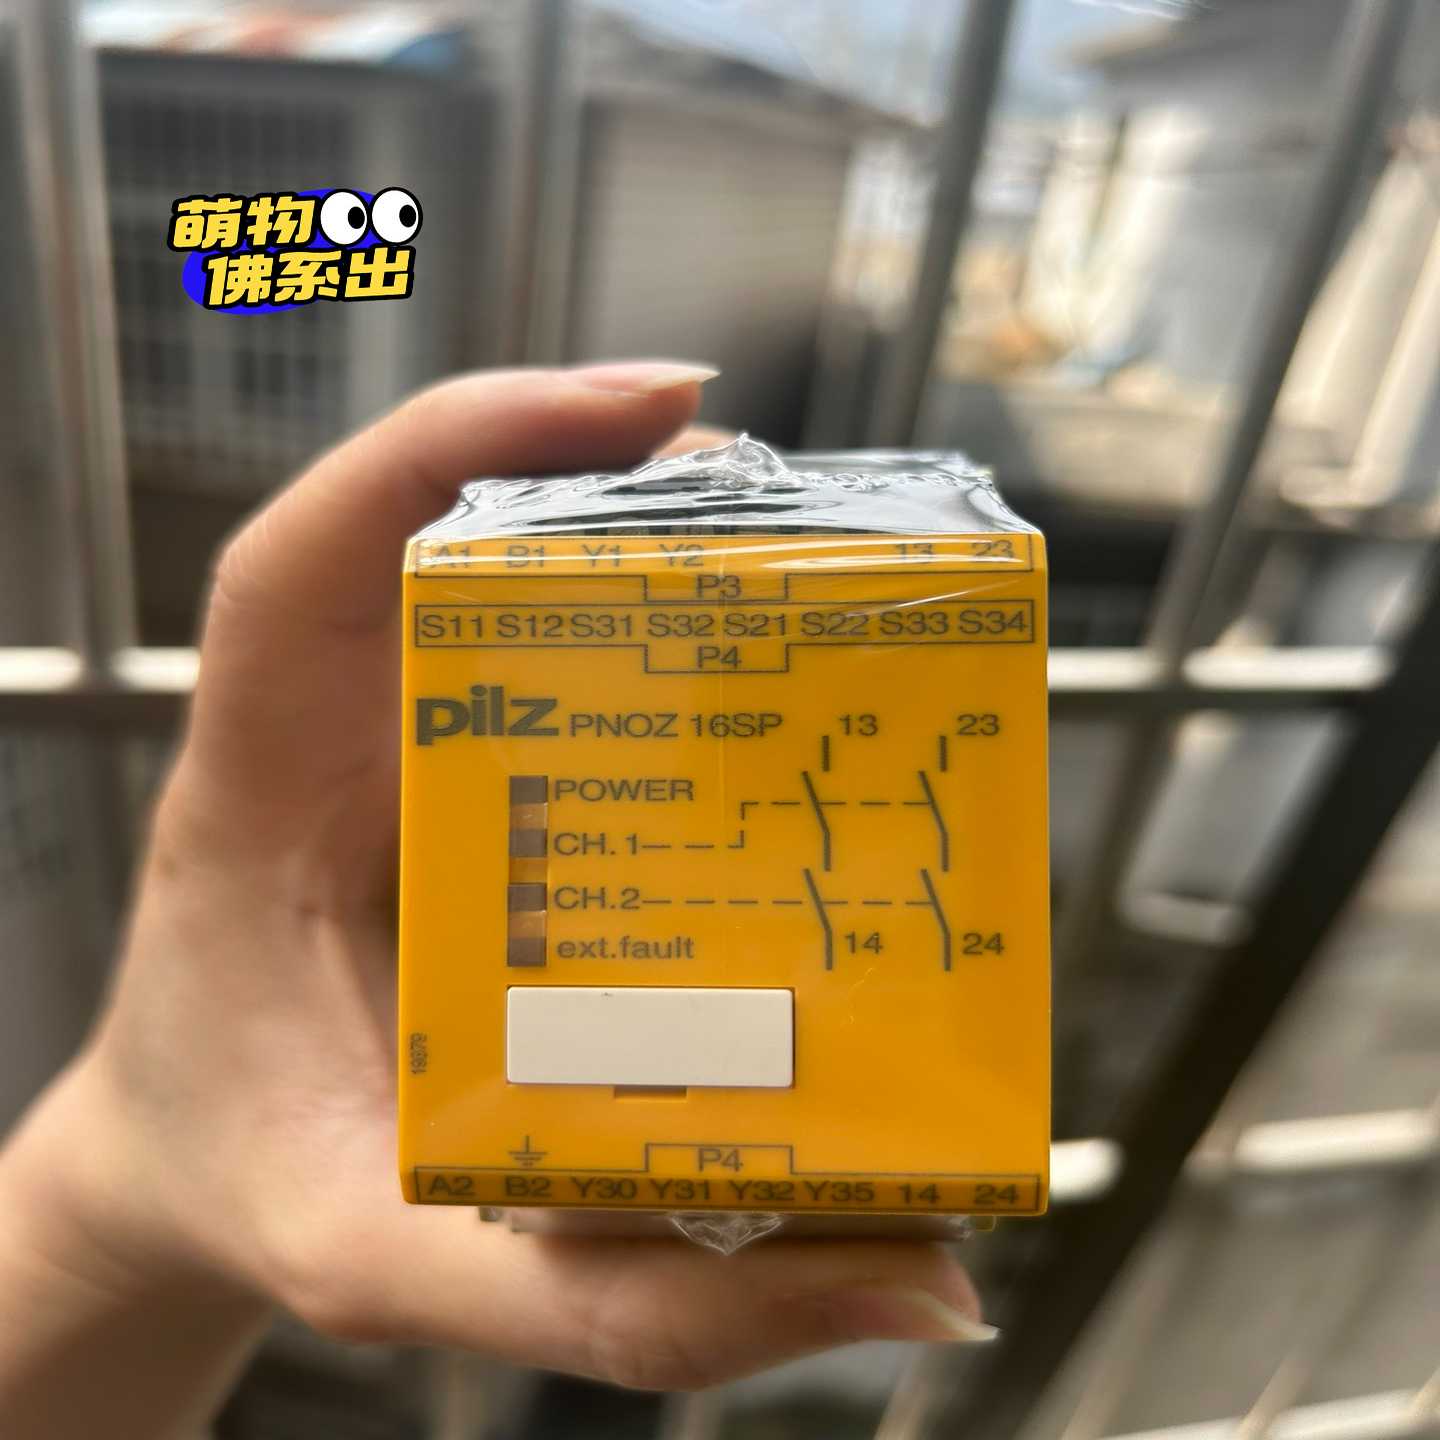 萌物
佛系出
A1 B1 Y1 Y2 13 23
P3
S11 S12 S31 S32 S21 S22 S33 S34
P4
pilz PNOZ 16SP 13 23
POWER
CH.1
CH.2
14 24
ext.fault
19879
P4
A2 B2 Y30 Y31 Y32 Y35 14 24